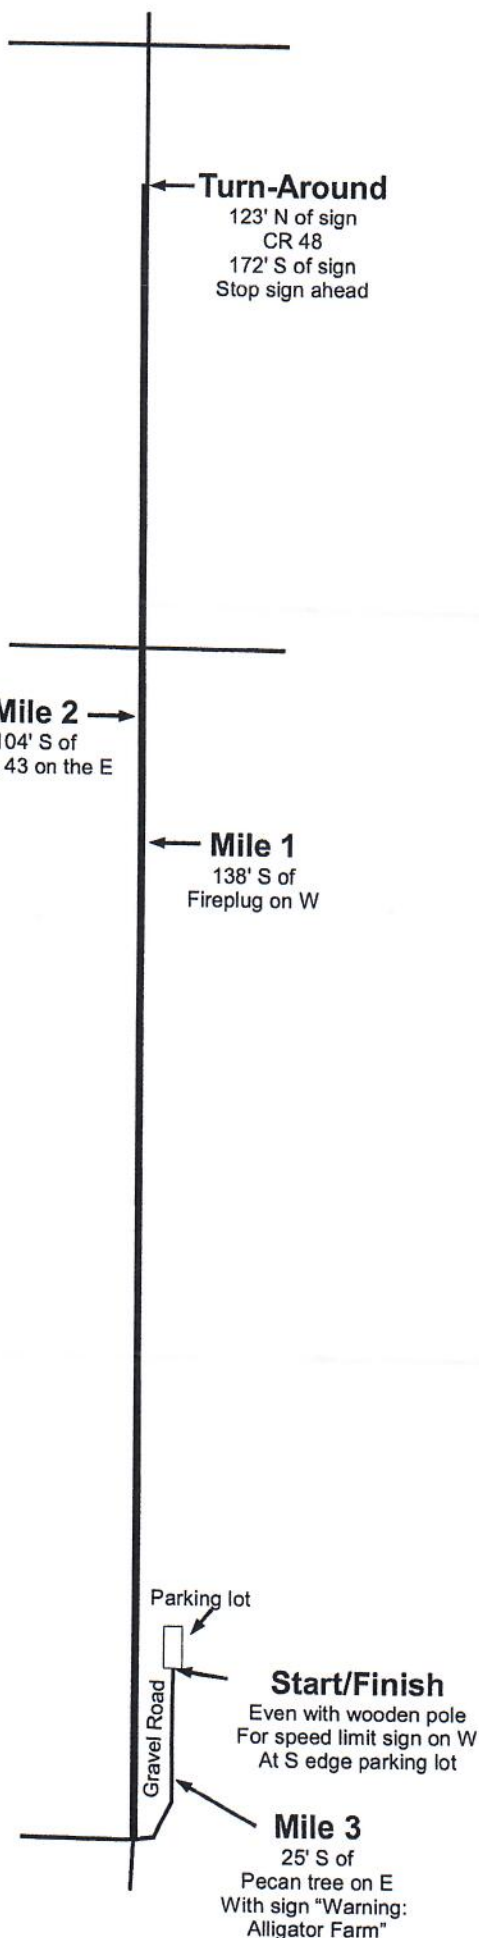 Turn-Around
123' N of sign
CR 48
172' S of sign
Stop sign ahead
Mile 2
104' S of
43 on the E
Mile 1
138' S of
Fireplug on W
Parking lot
Gravel Road
Start/Finish
Even with wooden pole
For speed limit sign on W
At S edge parking lot
Mile 3
25' S of
Pecan tree on E
With sign “Warning:
Alligator Farm”